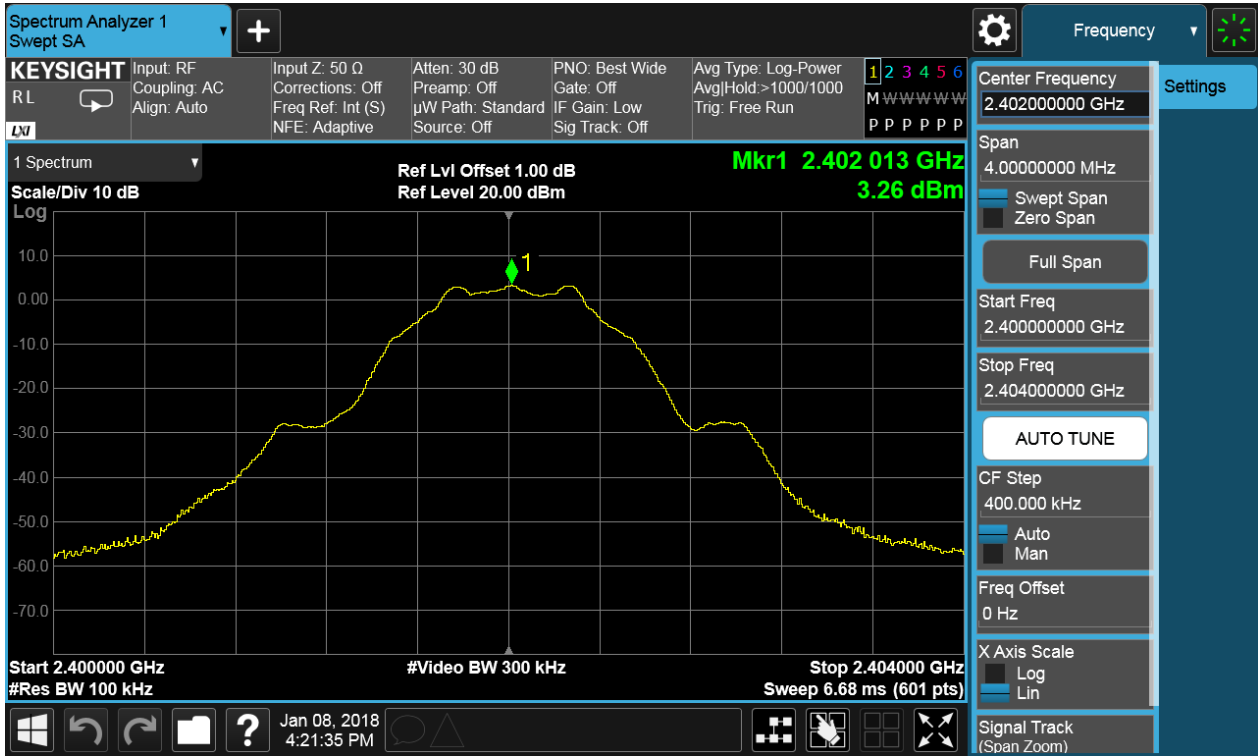 Spectrum Analyzer 1
Swept SA
Frequency
KEYSIGHT
R L
LXI
Input: RF
Coupling: AC
Align: Auto
Input Z: 50 Ω
Corrections: Off
Freq Ref: Int (S)
NFE: Adaptive
Atten: 30 dB
Preamp: Off
µW Path: Standard
Source: Off
PNO: Best Wide
Gate: Off
IF Gain: Low
Sig Track: Off
Avg Type: Log-Power
Avg|Hold:>1000/1000
Trig: Free Run
1 2 3 4 5 6
M W W W W W
P P P P P P
1 Spectrum
Scale/Div 10 dB
Log
Ref Lvl Offset 1.00 dB
Ref Level 20.00 dBm
Mkr1 2.402 013 GHz
3.26 dBm
1
10.0
0.00
-10.0
-20.0
-30.0
-40.0
-50.0
-60.0
-70.0
Start 2.400000 GHz
#Res BW 100 kHz
#Video BW 300 kHz
Stop 2.404000 GHz
Sweep 6.68 ms (601 pts)
Center Frequency
2.402000000 GHz
Span
4.00000000 MHz
Swept Span
Zero Span
Full Span
Start Freq
2.400000000 GHz
Stop Freq
2.404000000 GHz
AUTO TUNE
CF Step
400.000 kHz
Auto
Man
Freq Offset
0 Hz
X Axis Scale
Log
Lin
Signal Track
(Span Zoom)
Settings
?
Jan 08, 2018
4:21:35 PM